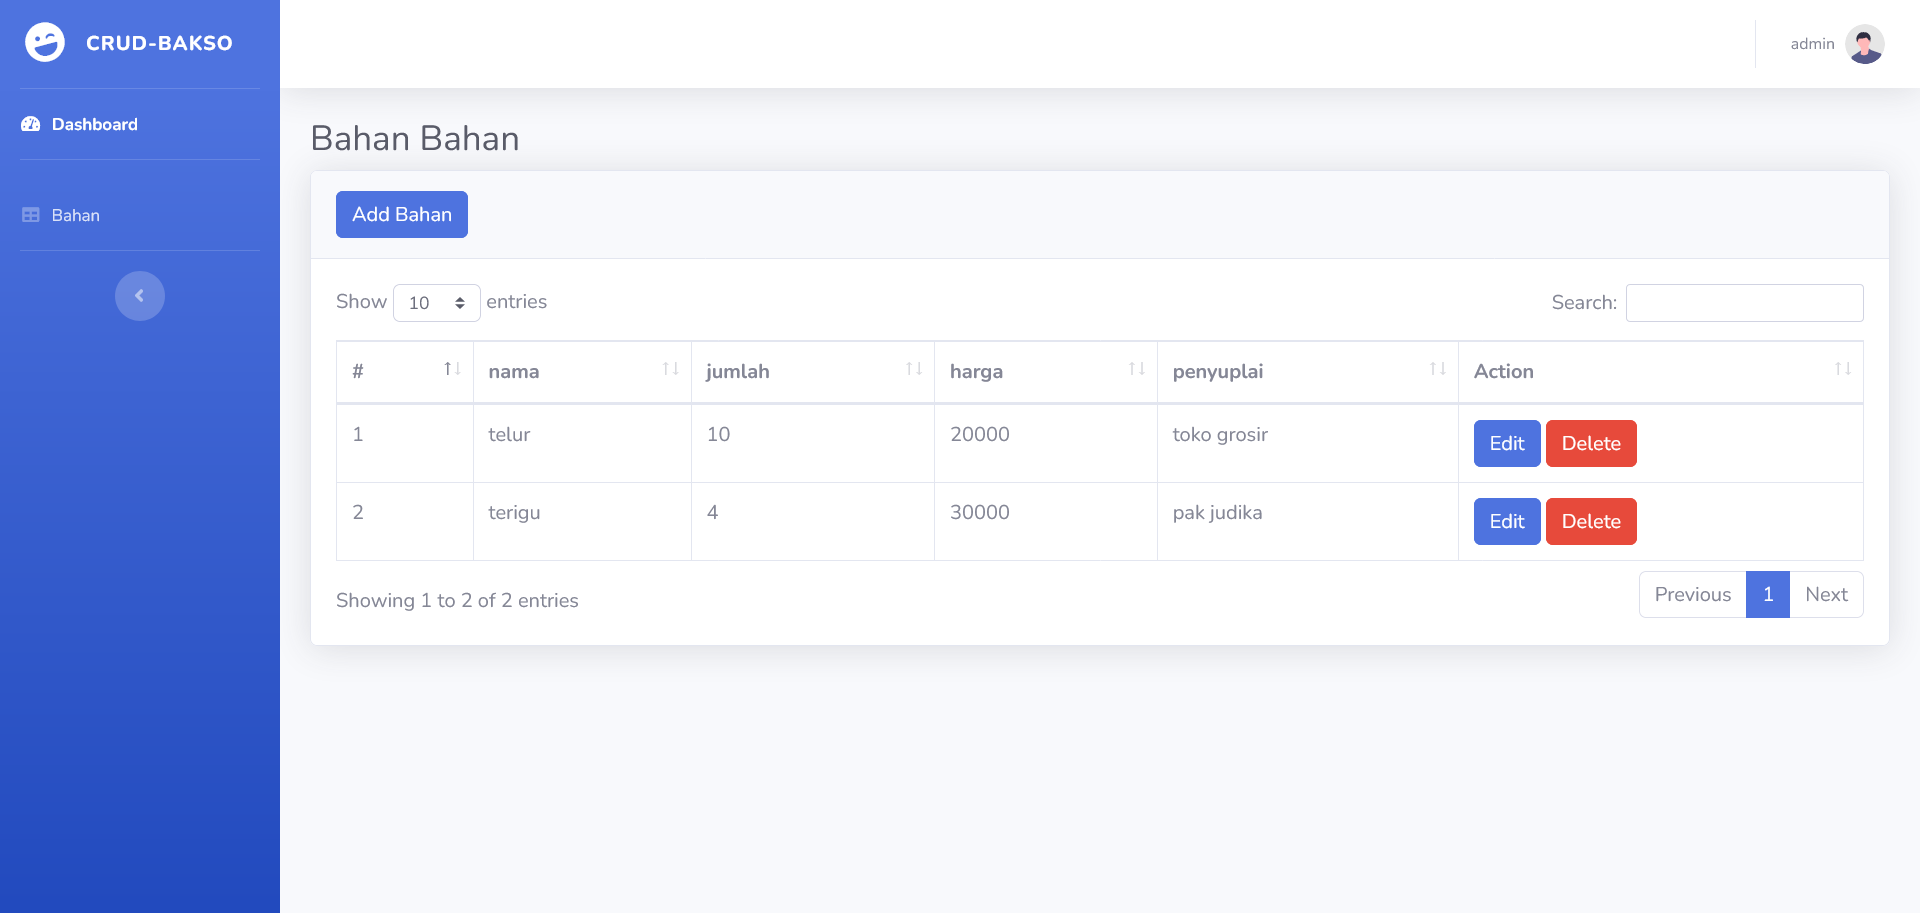 CRUD-BAKSO
admin
Dashboard
Bahan
Bahan Bahan
Add Bahan
Show 10 entries
Search:
# nama jumlah harga penyuplai Action
1 telur 10 20000 toko grosir Edit Delete
2 terigu 4 30000 pak judika Edit Delete
Showing 1 to 2 of 2 entries
Previous 1 Next